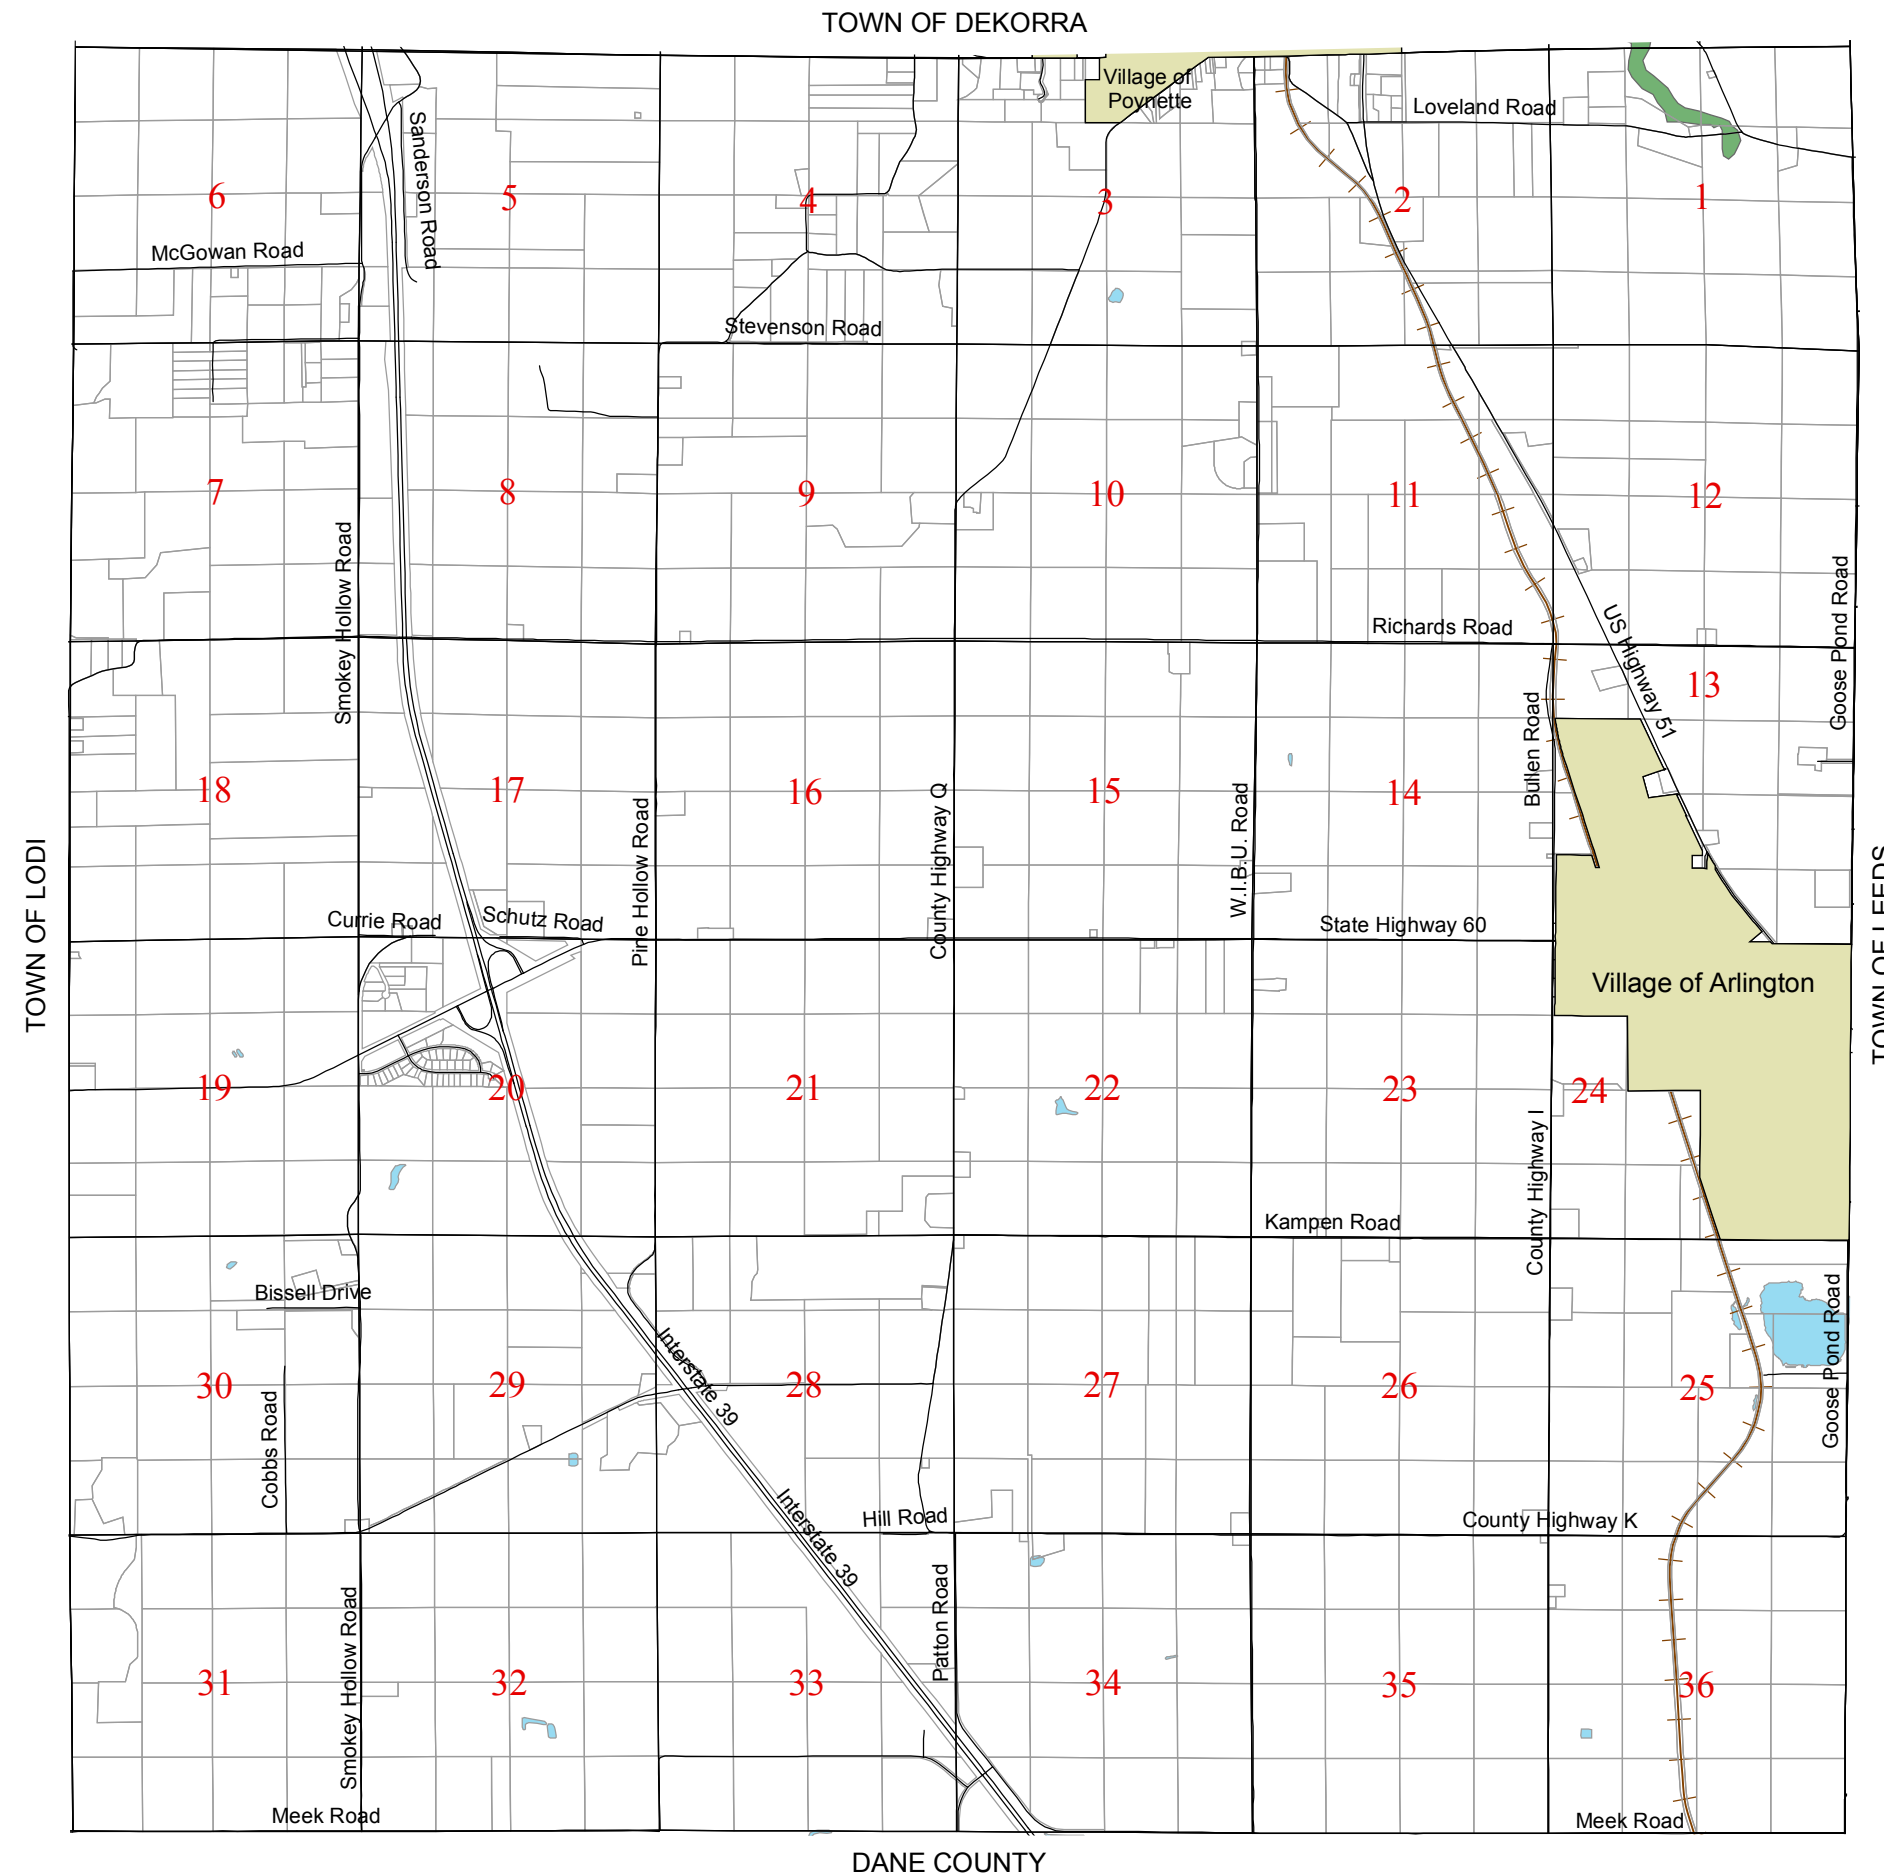 TOWN OF DEKORRA
Village of
Poynette
Loveland Road
Sanderson Road
6
5
4
3
2
1
McGowan Road
Stevenson Road
7
8
9
10
11
12
Smokey Hollow Road
Goose Pond Road
Richards Road
US Highway 51
13
Bullen Road
18
17
16
15
14
Pine Hollow Road
County Highway Q
W.I.B.U. Road
TOWN OF LODI
TOWN OF LEEDS
Currie Road
Schutz Road
State Highway 60
Village of Arlington
19
20
21
22
23
24
County Highway I
Kampen Road
Bissell Drive
Goose Pond Road
Interstate 39
30
29
28
27
26
25
Cobbs Road
Interstate 39
Hill Road
County Highway K
Smokey Hollow Road
Patton Road
31
32
33
34
35
36
Meek Road
Meek Road
DANE COUNTY